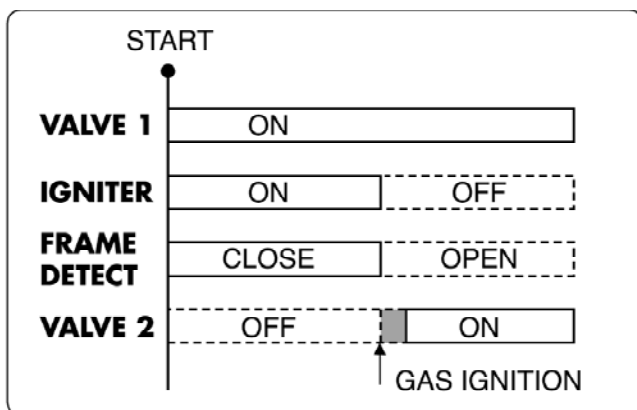 START
VALVE 1 ON
IGNITER ON OFF
FRAME
DETECT CLOSE OPEN
VALVE 2 OFF ON
GAS IGNITION